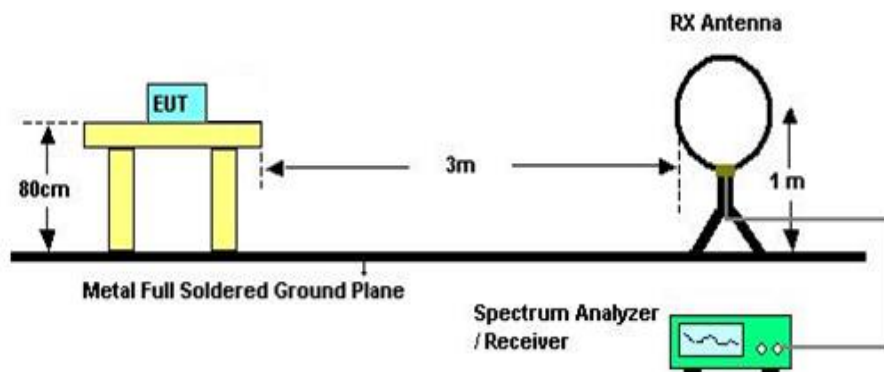 RX Antenna
EUT
3m
80cm
1 m
Metal Full Soldered Ground Plane
Spectrum Analyzer
/ Receiver